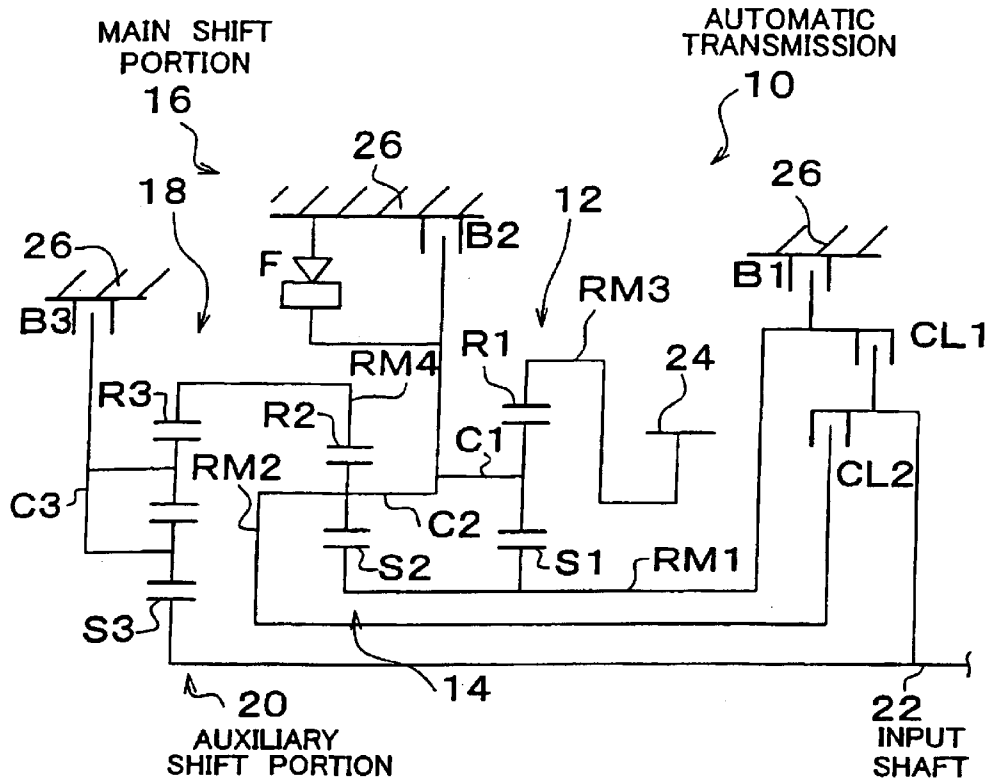 MAIN SHIFT
PORTION
16
AUTOMATIC
TRANSMISSION
10
18
26
12
26
26
B2
F
B1
B3
RM3
CL1
RM4
R1
24
R3
R2
C1
RM2
CL2
C3
C2
S2
S1
RM1
S3
14
20
AUXILIARY
SHIFT PORTION
22
INPUT
SHAFT